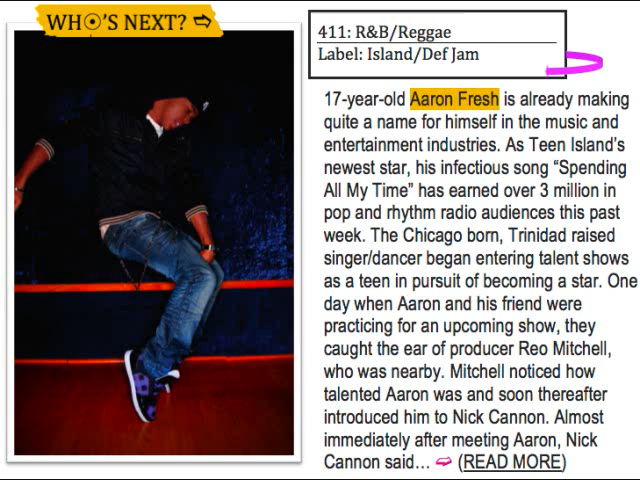 WH☉'S NEXT? ⇨
411: R&B/Reggae
Label: Island/Def Jam
17-year-old Aaron Fresh is already making
quite a name for himself in the music and
entertainment industries. As Teen Island's
newest star, his infectious song “Spending
All My Time” has earned over 3 million in
pop and rhythm radio audiences this past
week. The Chicago born, Trinidad raised
singer/dancer began entering talent shows
as a teen in pursuit of becoming a star. One
day when Aaron and his friend were
practicing for an upcoming show, they
caught the ear of producer Reo Mitchell,
who was nearby. Mitchell noticed how
talented Aaron was and soon thereafter
introduced him to Nick Cannon. Almost
immediately after meeting Aaron, Nick
Cannon said... ➫ (READ MORE)